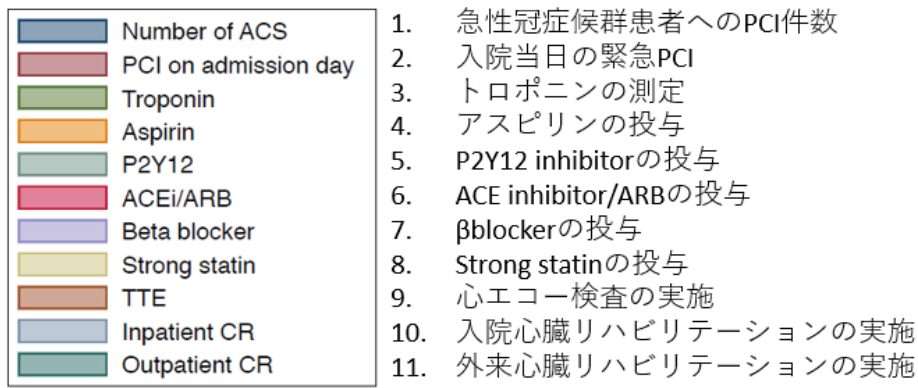 Number of ACS
PCI on admission day
Troponin
Aspirin
P2Y12
ACEi/ARB
Beta blocker
Strong statin
TTE
Inpatient CR
Outpatient CR
1. 急性冠症候群患者へのPCI件数
2. 入院当日の緊急PCI
3. トロポニンの測定
4. アスピリンの投与
5. P2Y12 inhibitorの投与
6. ACE inhibitor/ARBの投与
7. βblockerの投与
8. Strong statinの投与
9. 心エコー検査の実施
10. 入院心臓リハビリテーションの実施
11. 外来心臓リハビリテーションの実施